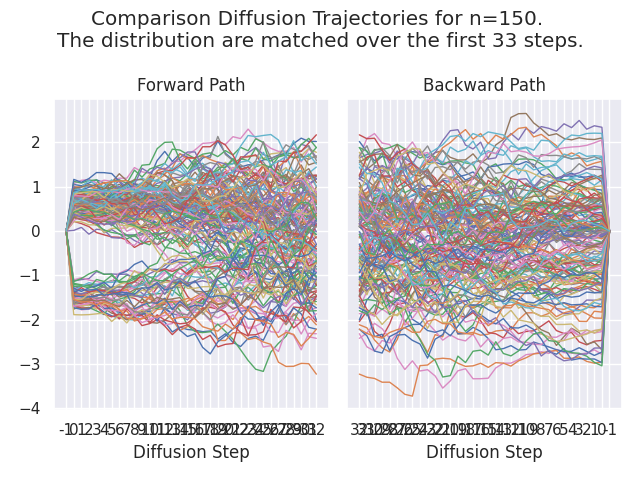 Comparison Diffusion Trajectories for n=150.
The distribution are matched over the first 33 steps.
Forward Path
Backward Path
2
1
0
−1
−2
−3
−4
Diffusion Step
Diffusion Step